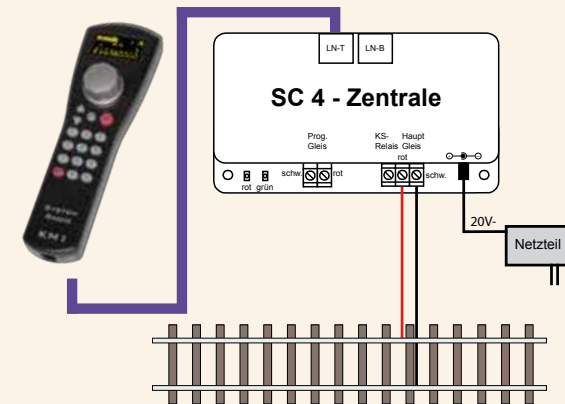 LN-T LN-B
SC 4 - Zentrale
Prog.
Gleis
KS- Haupt
Relais Gleis
rot
schw. rot
schw.
rot grün
20V-
Netzteil
KM1